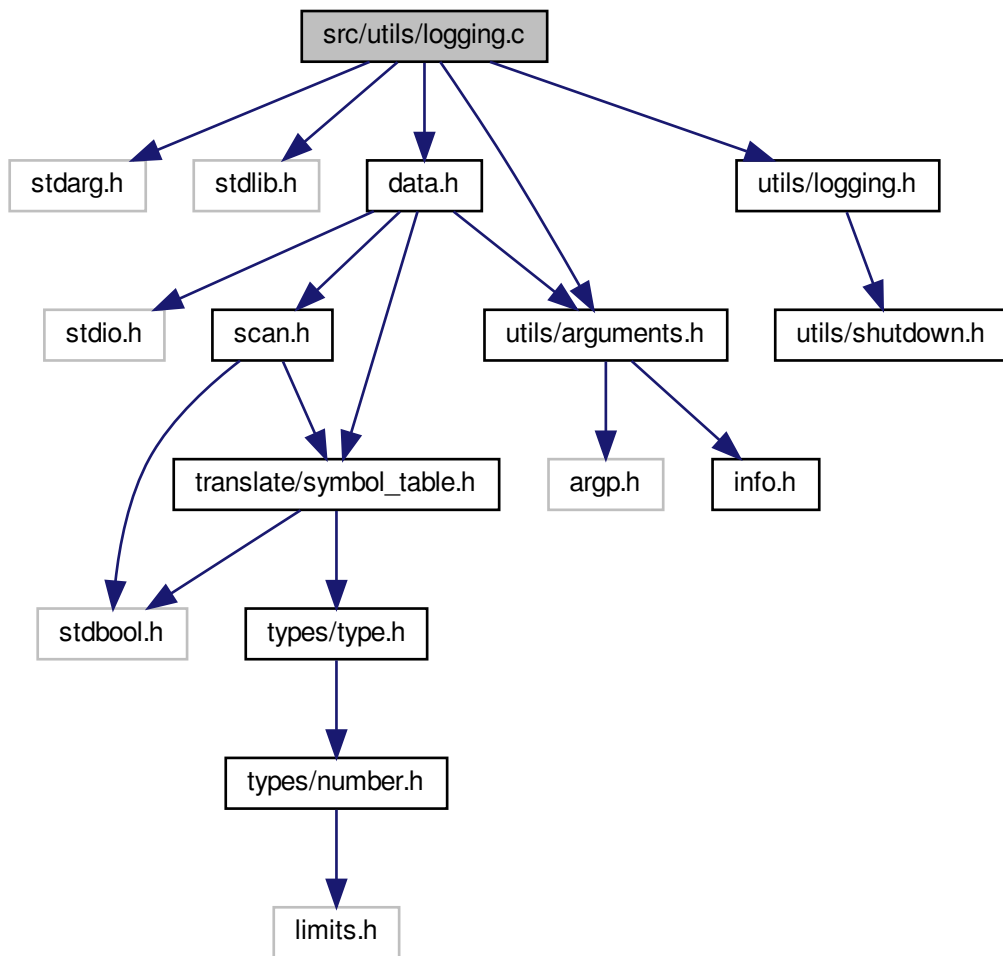 src/utils/logging.c
stdarg.h
stdlib.h
data.h
utils/logging.h
stdio.h
scan.h
utils/arguments.h
utils/shutdown.h
translate/symbol_table.h
argp.h
info.h
stdbool.h
types/type.h
types/number.h
limits.h